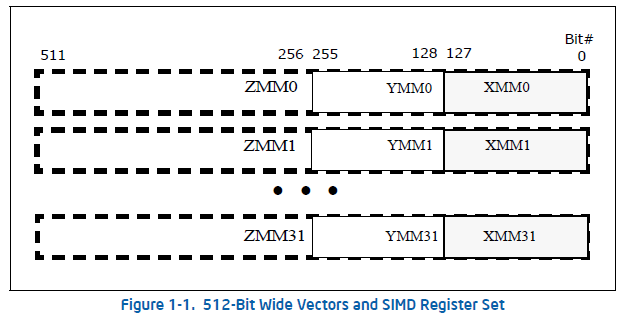 Bit#
511 256 255 128 127 0
ZMM0 YMM0 XMM0
ZMM1 YMM1 XMM1
• • •
ZMM31 YMM31 XMM31
Figure 1-1. 512-Bit Wide Vectors and SIMD Register Set